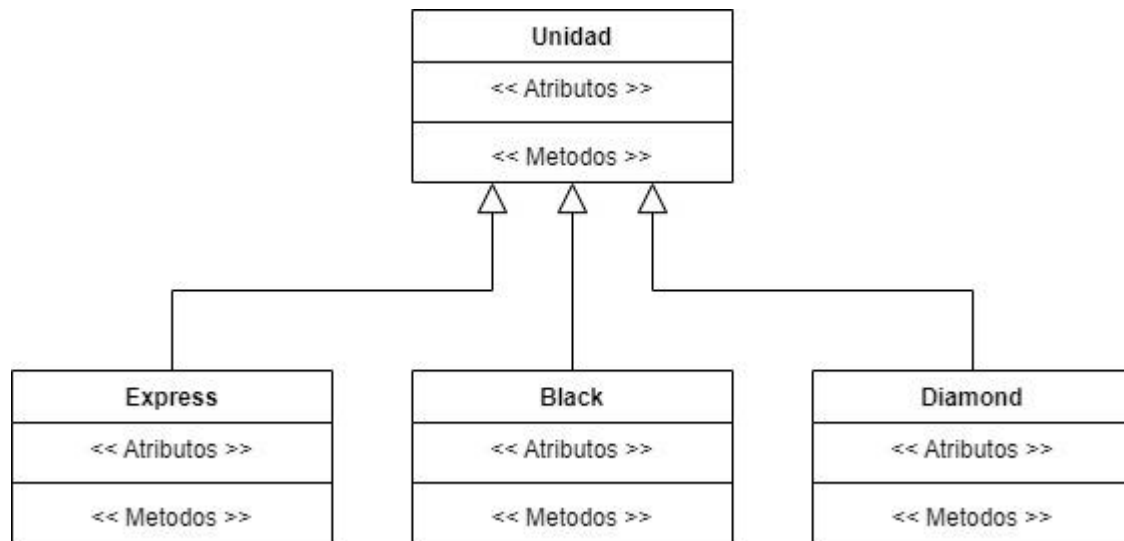 Unidad
<< Atributos >>
<< Metodos >>
Express
<< Atributos >>
<< Metodos >>
Black
<< Atributos >>
<< Metodos >>
Diamond
<< Atributos >>
<< Metodos >>